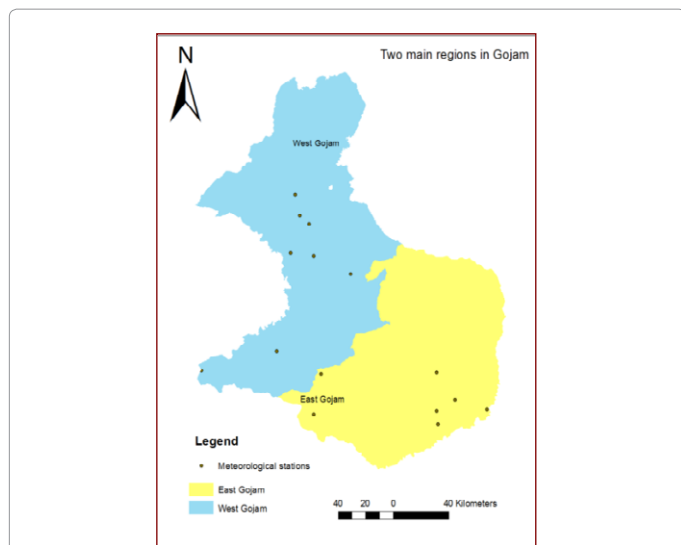 Two main regions in Gojam
N
West Gojam
East Gojam
Legend
Meteorological stations
East Gojam
West Gojam
40 20 0 40 Kilometers